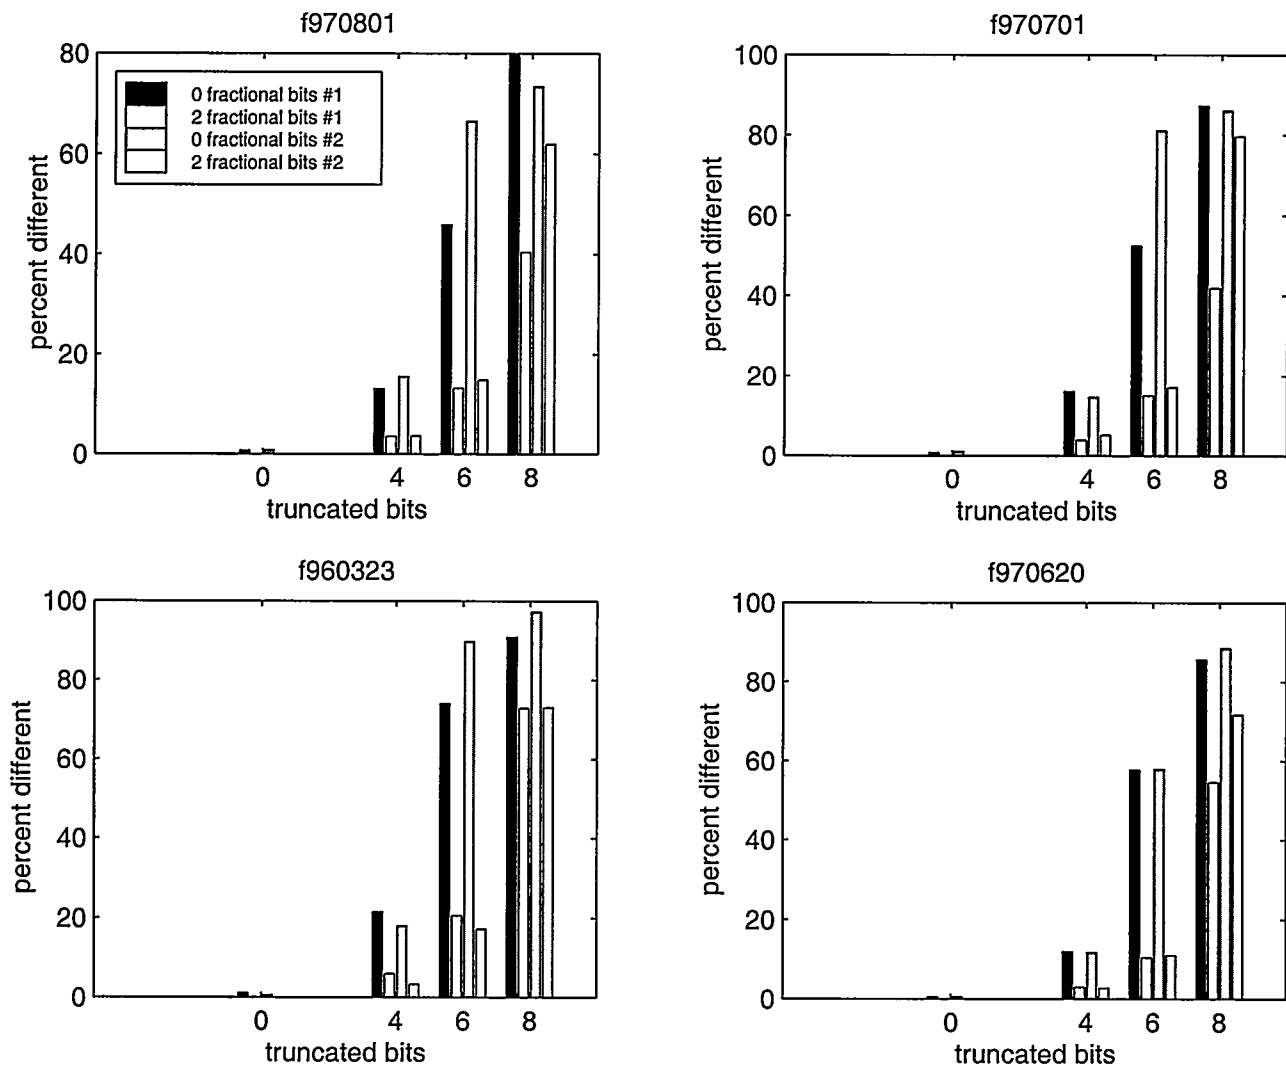 f970801
80
60
40
20
0
percent different
0 fractional bits #1
2 fractional bits #1
0 fractional bits #2
2 fractional bits #2
0 4 6 8
truncated bits
f970701
100
80
60
40
20
0
percent different
0 4 6 8
truncated bits
f960323
100
80
60
40
20
0
percent different
0 4 6 8
truncated bits
f970620
100
80
60
40
20
0
percent different
0 4 6 8
truncated bits